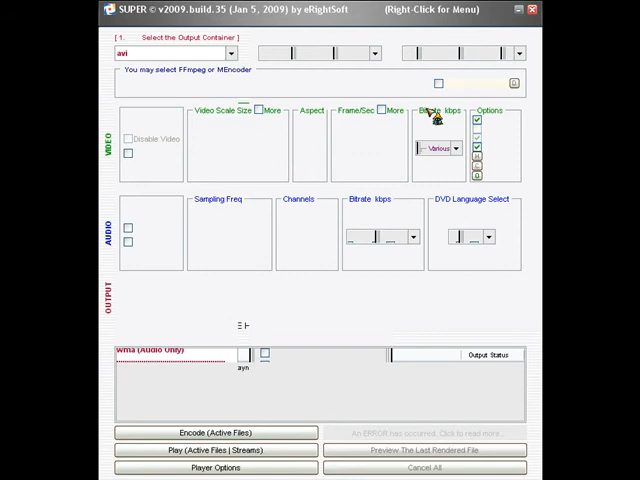 SUPER © v2009.build.35 (Jan 5, 2009) by eRightSoft (Right-Click for Menu)
[ 1. Select the Output Container ]
avi
You may select FFmpeg or MEncoder
VIDEO
Disable Video
Video Scale Size More
Aspect
Frame/Sec More
Bitrate kbps
Various
Options
AUDIO
Sampling Freq
Channels
Bitrate kbps
DVD Language Select
OUTPUT
wma (Audio Only)
Output Status
ayn
Encode (Active Files)
An ERROR has occurred. Click to read more...
Play (Active Files | Streams)
Preview The Last Rendered File
Player Options
Cancel All